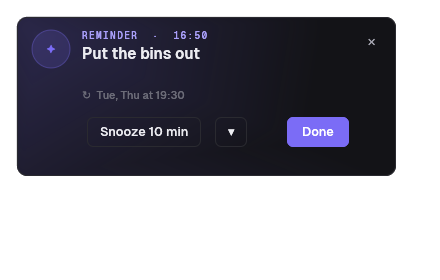 REMINDER - 16:50
Put the bins out
↻ Tue, Thu at 19:30
Snooze 10 min ▼ Done